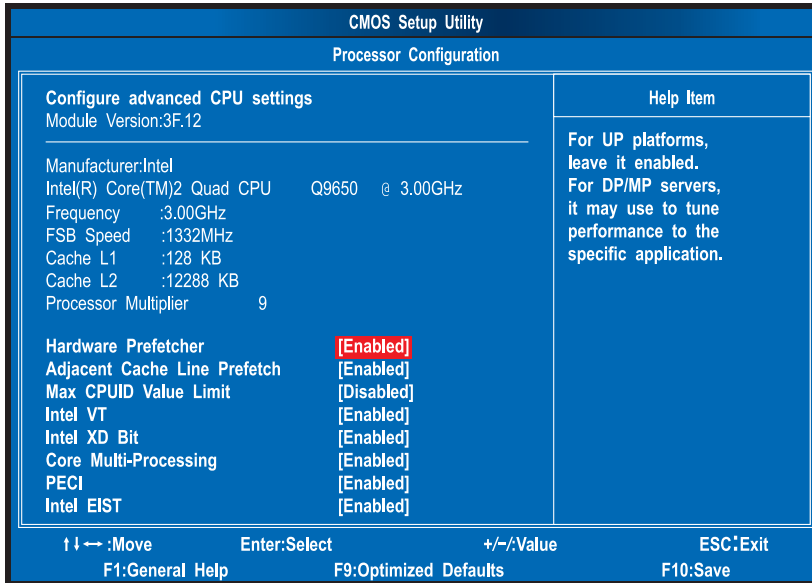 CMOS Setup Utility
Processor Configuration
Configure advanced CPU settings
Module Version:3F.12
Manufacturer:Intel
Intel(R) Core(TM)2 Quad CPU Q9650 @ 3.00GHz
Frequency :3.00GHz
FSB Speed :1332MHz
Cache L1 :128 KB
Cache L2 :12288 KB
Processor Multiplier 9
Hardware Prefetcher [Enabled]
Adjacent Cache Line Prefetch [Enabled]
Max CPUID Value Limit [Disabled]
Intel VT [Enabled]
Intel XD Bit [Enabled]
Core Multi-Processing [Enabled]
PECI [Enabled]
Intel EIST [Enabled]
Help Item
For UP platforms,
leave it enabled.
For DP/MP servers,
it may use to tune
performance to the
specific application.
↑↓←→ :Move Enter:Select +/-/:Value ESC:Exit
F1:General Help F9:Optimized Defaults F10:Save